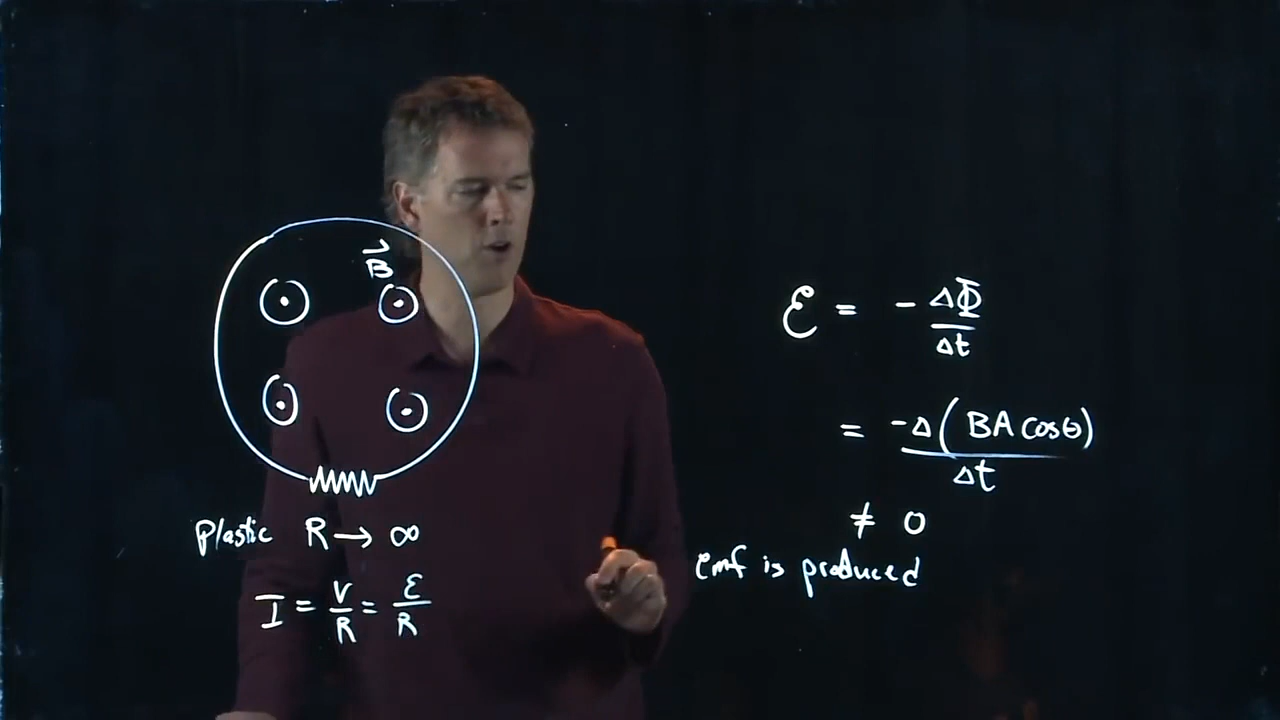 B⃗
Plastic R → ∞
I = V/R = ε/R
ℰ = - ΔΦ/Δt
= -Δ(BA cosθ)/Δt
≠ 0
emf is produced